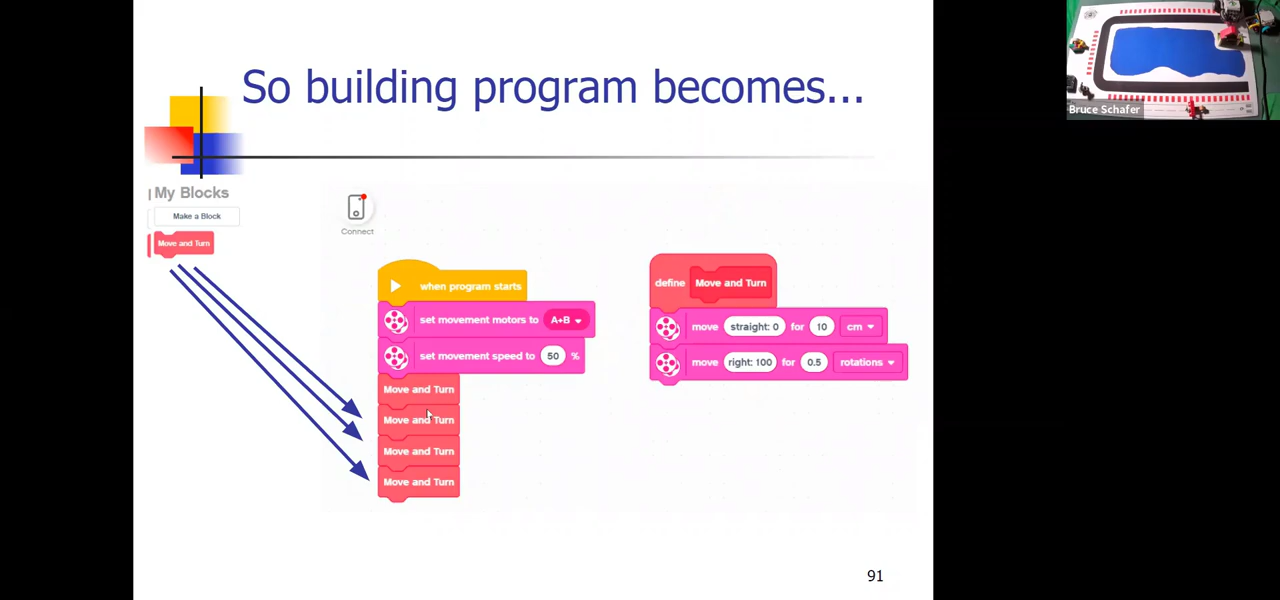 So building program becomes...
Bruce Schafer
My Blocks
Make a Block
Move and Turn
Connect
when program starts
set movement motors to A+B
set movement speed to 50 %
Move and Turn
Move and Turn
Move and Turn
Move and Turn
define Move and Turn
move straight: 0 for 10 cm
move right: 100 for 0.5 rotations
91